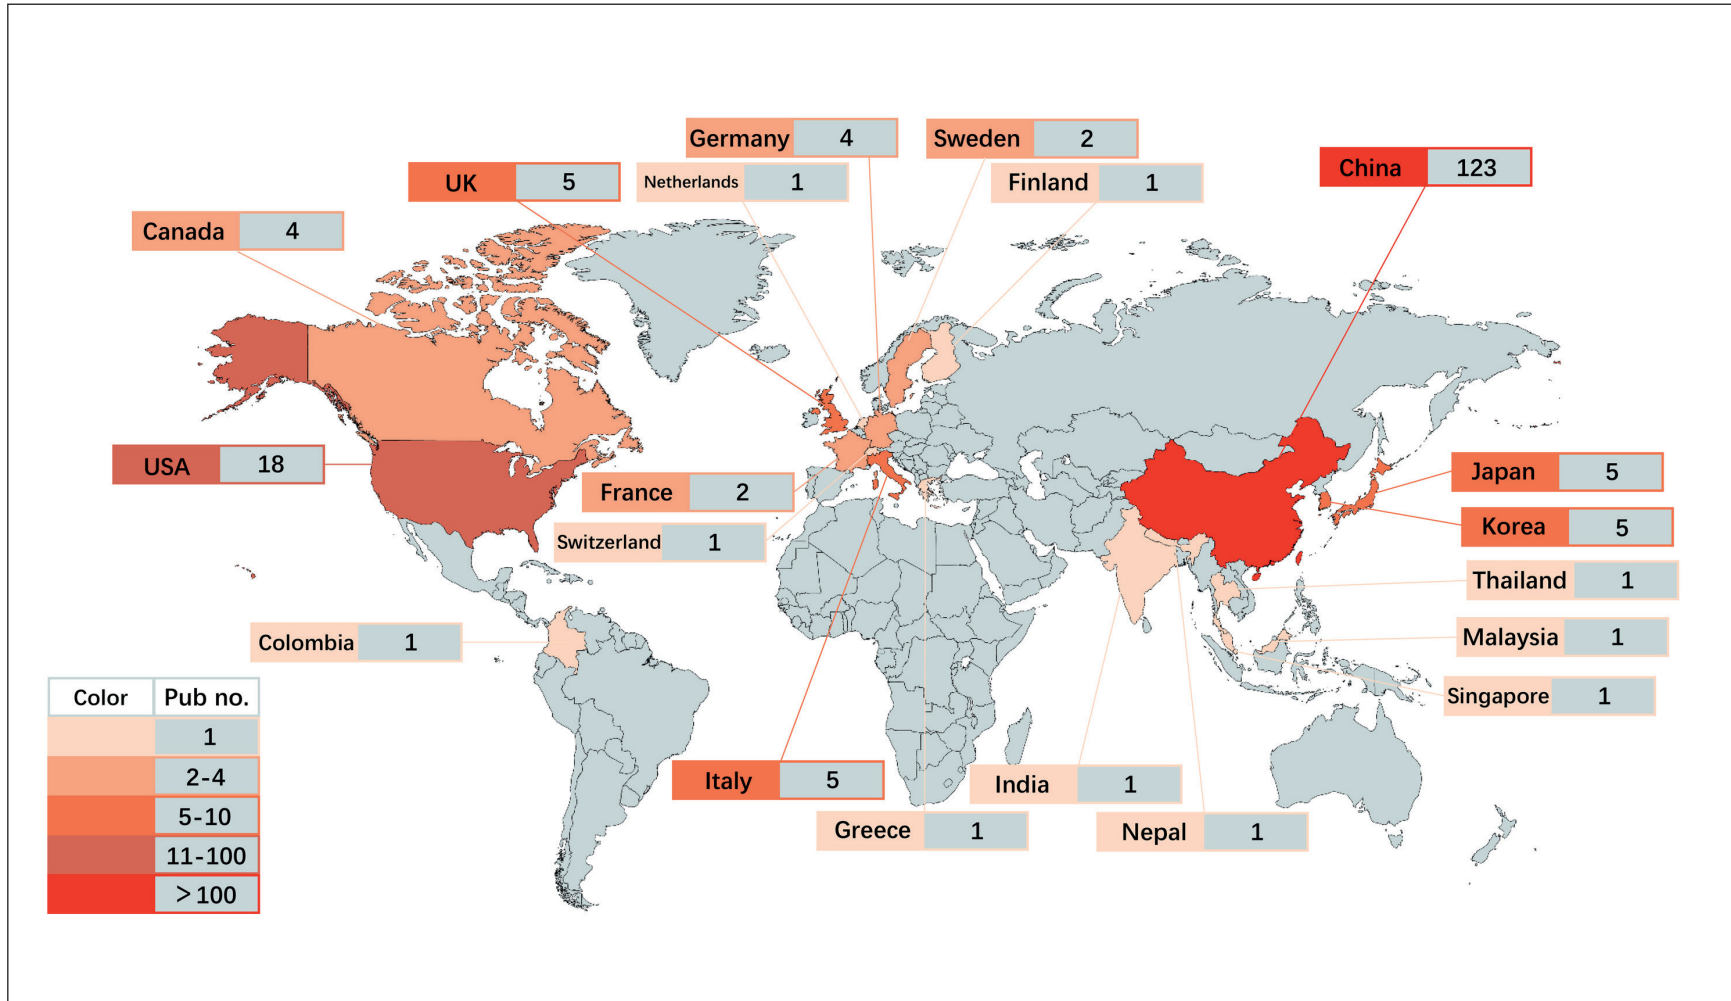 Germany 4
Sweden 2
UK 5
Netherlands 1
Finland 1
China 123
Canada 4
USA 18
France 2
Switzerland 1
Japan 5
Korea 5
Thailand 1
Colombia 1
Malaysia 1
Singapore 1
Italy 5
India 1
Greece 1
Nepal 1
Color Pub no.
1
2-4
5-10
11-100
>100